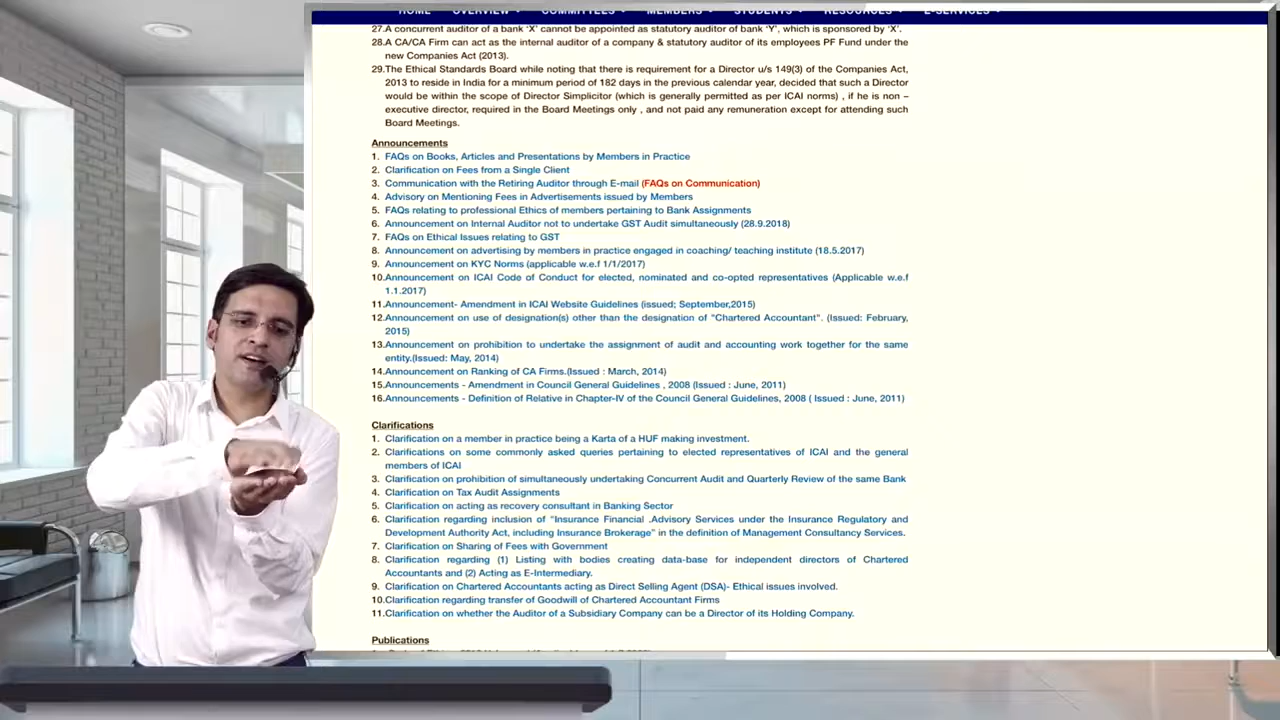 HOME OVERVIEW COMMITTEES MEMBERS STUDENTS RESOURCES E-SERVICES
27.A concurrent auditor of a bank ‘X’ cannot be appointed as statutory auditor of bank ‘Y’, which is sponsored by ‘X’.
28.A CA/CA Firm can act as the internal auditor of a company & statutory auditor of its employees PF Fund under the
new Companies Act (2013).
29.The Ethical Standards Board while noting that there is requirement for a Director u/s 149(3) of the Companies Act,
2013 to reside in India for a minimum period of 182 days in the previous calendar year, decided that such a Director
would be within the scope of Director Simplicitor (which is generally permitted as per ICAI norms) , if he is non –
executive director, required in the Board Meetings only , and not paid any remuneration except for attending such
Board Meetings.
Announcements
1. FAQs on Books, Articles and Presentations by Members in Practice
2. Clarification on Fees from a Single Client
3. Communication with the Retiring Auditor through E-mail (FAQs on Communication)
4. Advisory on Mentioning Fees in Advertisements issued by Members
5. FAQs relating to professional Ethics of members pertaining to Bank Assignments
6. Announcement on Internal Auditor not to undertake GST Audit simultaneously (28.9.2018)
7. FAQs on Ethical Issues relating to GST
8. Announcement on advertising by members in practice engaged in coaching/ teaching institute (18.5.2017)
9. Announcement on KYC Norms (applicable w.e.f 1/1/2017)
10.Announcement on ICAI Code of Conduct for elected, nominated and co-opted representatives (Applicable w.e.f
1.1.2017)
11.Announcement- Amendment in ICAI Website Guidelines (issued; September,2015)
12.Announcement on use of designation(s) other than the designation of "Chartered Accountant". (Issued: February,
2015)
13.Announcement on prohibition to undertake the assignment of audit and accounting work together for the same
entity.(Issued: May, 2014)
14.Announcement on Ranking of CA Firms.(Issued : March, 2014)
15.Announcements - Amendment in Council General Guidelines , 2008 (Issued : June, 2011)
16.Announcements - Definition of Relative in Chapter-IV of the Council General Guidelines, 2008 ( Issued : June, 2011)
Clarifications
1. Clarification on a member in practice being a Karta of a HUF making investment.
2. Clarifications on some commonly asked queries pertaining to elected representatives of ICAI and the general
members of ICAI
3. Clarification on prohibition of simultaneously undertaking Concurrent Audit and Quarterly Review of the same Bank
4. Clarification on Tax Audit Assignments
5. Clarification on acting as recovery consultant in Banking Sector
6. Clarification regarding inclusion of “Insurance Financial .Advisory Services under the Insurance Regulatory and
Development Authority Act, including Insurance Brokerage” in the definition of Management Consultancy Services.
7. Clarification on Sharing of Fees with Government
8. Clarification regarding (1) Listing with bodies creating data-base for independent directors of Chartered
Accountants and (2) Acting as E-Intermediary.
9. Clarification on Chartered Accountants acting as Direct Selling Agent (DSA)- Ethical issues involved.
10.Clarification regarding transfer of Goodwill of Chartered Accountant Firms
11.Clarification on whether the Auditor of a Subsidiary Company can be a Director of its Holding Company.
Publications